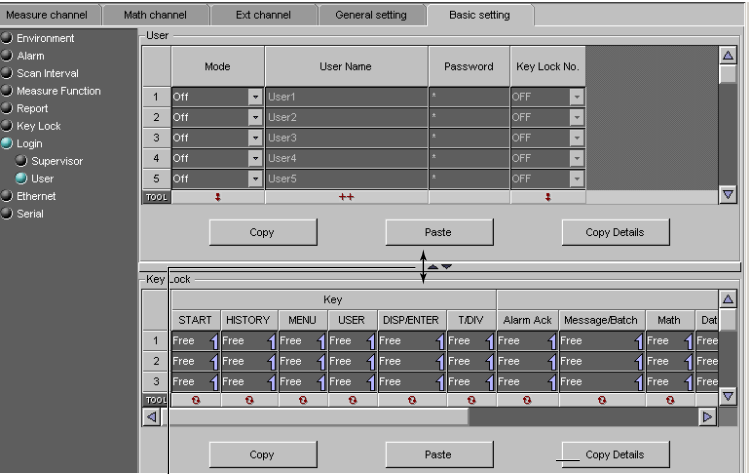 Measure channel Math channel Ext channel General setting Basic setting
Environment
Alarm
Scan Interval
Measure Function
Report
Key Lock
Login
Supervisor
User
Ethernet
Serial
User
Mode User Name Password Key Lock No.
1 Off User1 * OFF
2 Off User2 * OFF
3 Off User3 * OFF
4 Off User4 * OFF
5 Off User5 * OFF
TOOL ++
Copy Paste Copy Details
Key Lock
Key
START HISTORY MENU USER DISP/ENTER T/DIV Alarm Ack Message/Batch Math Dat
1 Free Free Free Free Free Free Free Free Free Free
2 Free Free Free Free Free Free Free Free Free Free
3 Free Free Free Free Free Free Free Free Free Free
TOOL
Copy Paste Copy Details